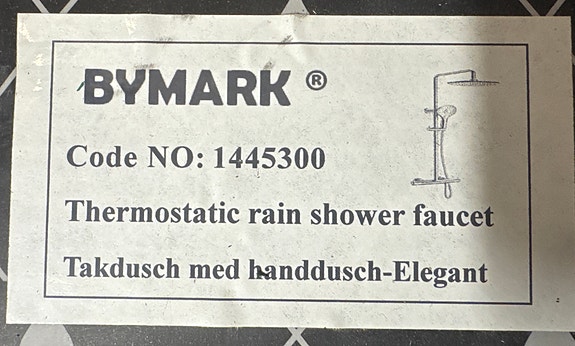 BYMARK ®
Code NO: 1445300
Thermostatic rain shower faucet
Takdusch med handdusch-Elegant